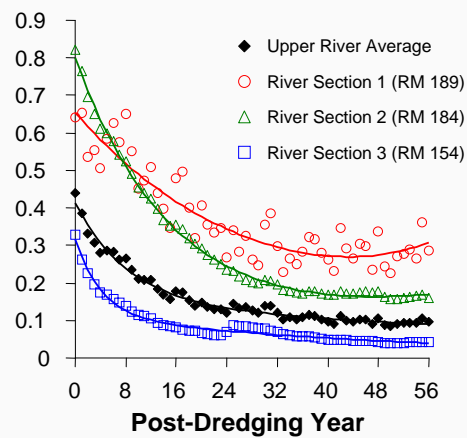 0.9
0.8
0.7
0.6
0.5
0.4
0.3
0.2
0.1
0
Upper River Average
River Section 1 (RM 189)
River Section 2 (RM 184)
River Section 3 (RM 154)
0 8 16 24 32 40 48 56
Post-Dredging Year